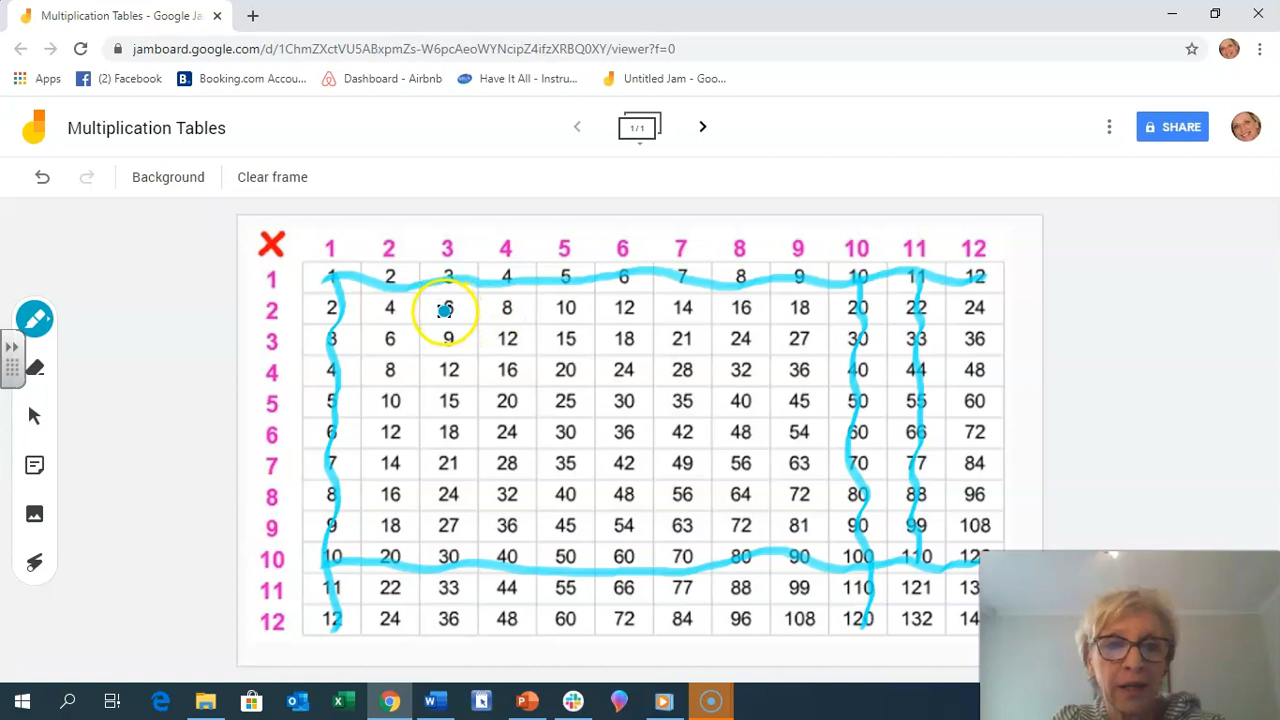 Multiplication Tables - Google Ja
jamboard.google.com/d/1ChmZXctVU5ABxpmZs-W6pcAeoWYNcipZ4ifzXRBQ0XY/viewer?f=0
Apps (2) Facebook Booking.com Accou... Dashboard - Airbnb Have It All - Instru... Untitled Jam - Goo...
Multiplication Tables 1/1 SHARE
Background Clear frame
X 1 2 3 4 5 6 7 8 9 10 11 12
1 1 2 3 4 5 6 7 8 9 10 11 12
2 2 4 6 8 10 12 14 16 18 20 22 24
3 3 6 9 12 15 18 21 24 27 30 33 36
4 4 8 12 16 20 24 28 32 36 40 44 48
5 5 10 15 20 25 30 35 40 45 50 55 60
6 6 12 18 24 30 36 42 48 54 60 66 72
7 7 14 21 28 35 42 49 56 63 70 77 84
8 8 16 24 32 40 48 56 64 72 80 88 96
9 9 18 27 36 45 54 63 72 81 90 99 108
10 10 20 30 40 50 60 70 80 90 100 110
11 11 22 33 44 55 66 77 88 99 110 121
12 12 24 36 48 60 72 84 96 108 120 132